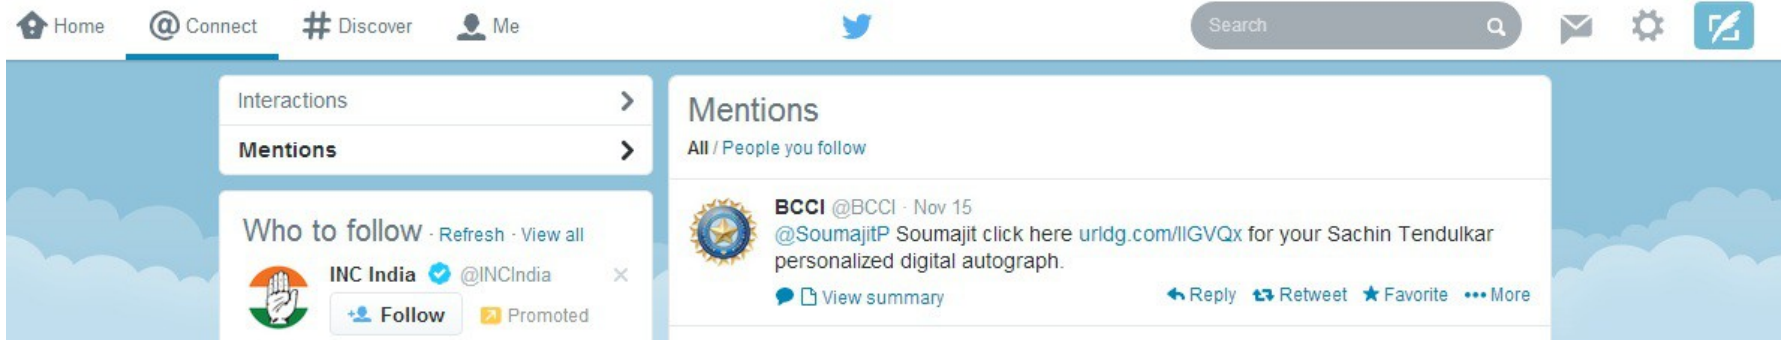 Home
Connect
Discover
Me
Search
Interactions
Mentions
Who to follow · Refresh · View all
INC India @INCIndia
Follow Promoted
Mentions
All / People you follow
BCCI @BCCI · Nov 15
@SoumajitP Soumajit click here urldg.com/llGVQx for your Sachin Tendulkar
personalized digital autograph.
View summary
Reply Retweet Favorite More